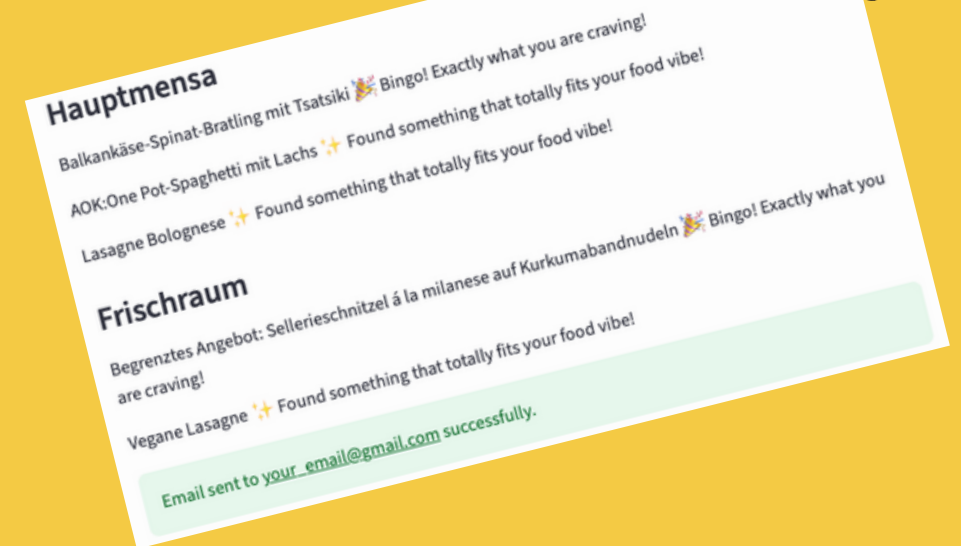 Hauptmensa
Balkankäse-Spinat-Bratling mit Tsatsiki 🎉 Bingo! Exactly what you are craving!
AOK:One Pot-Spaghetti mit Lachs ✨ Found something that totally fits your food vibe!
Lasagne Bolognese ✨ Found something that totally fits your food vibe!
Frischraum
Begrenztes Angebot: Sellerieschnitzel á la milanese auf Kurkumabandnudeln 🎉 Bingo! Exactly what you
are craving!
Vegane Lasagne ✨ Found something that totally fits your food vibe!
Email sent to your_email@gmail.com successfully.